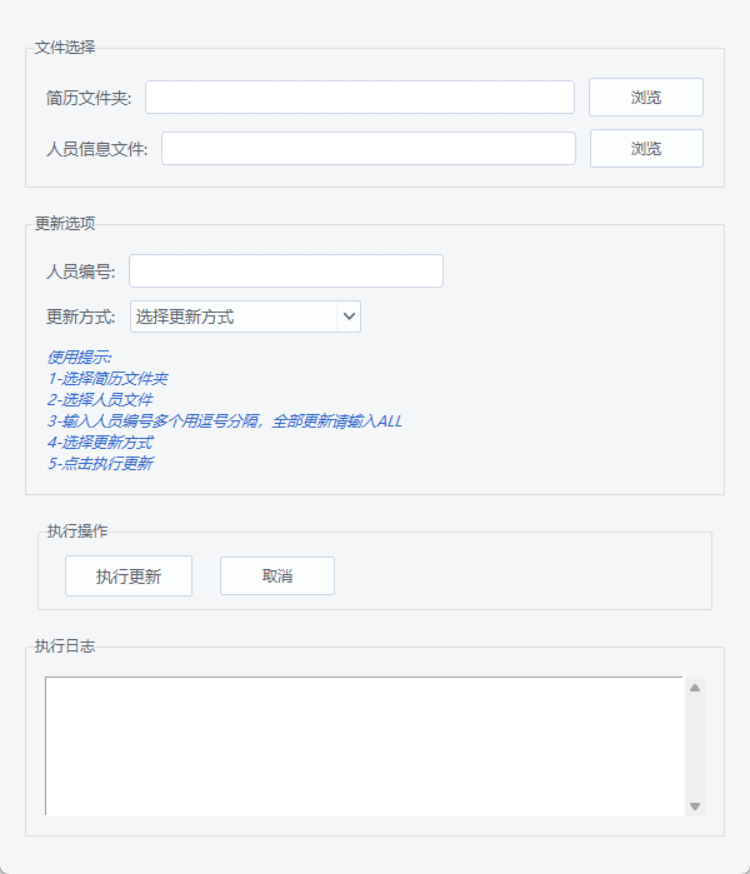 文件选择
简历文件夹:
浏览
人员信息文件:
浏览
更新选项
人员编号:
更新方式:
选择更新方式
使用提示:
1-选择简历文件夹
2-选择人员文件
3-输入人员编号多个用逗号分隔，全部更新请输入ALL
4-选择更新方式
5-点击执行更新
执行操作
执行更新
取消
执行日志